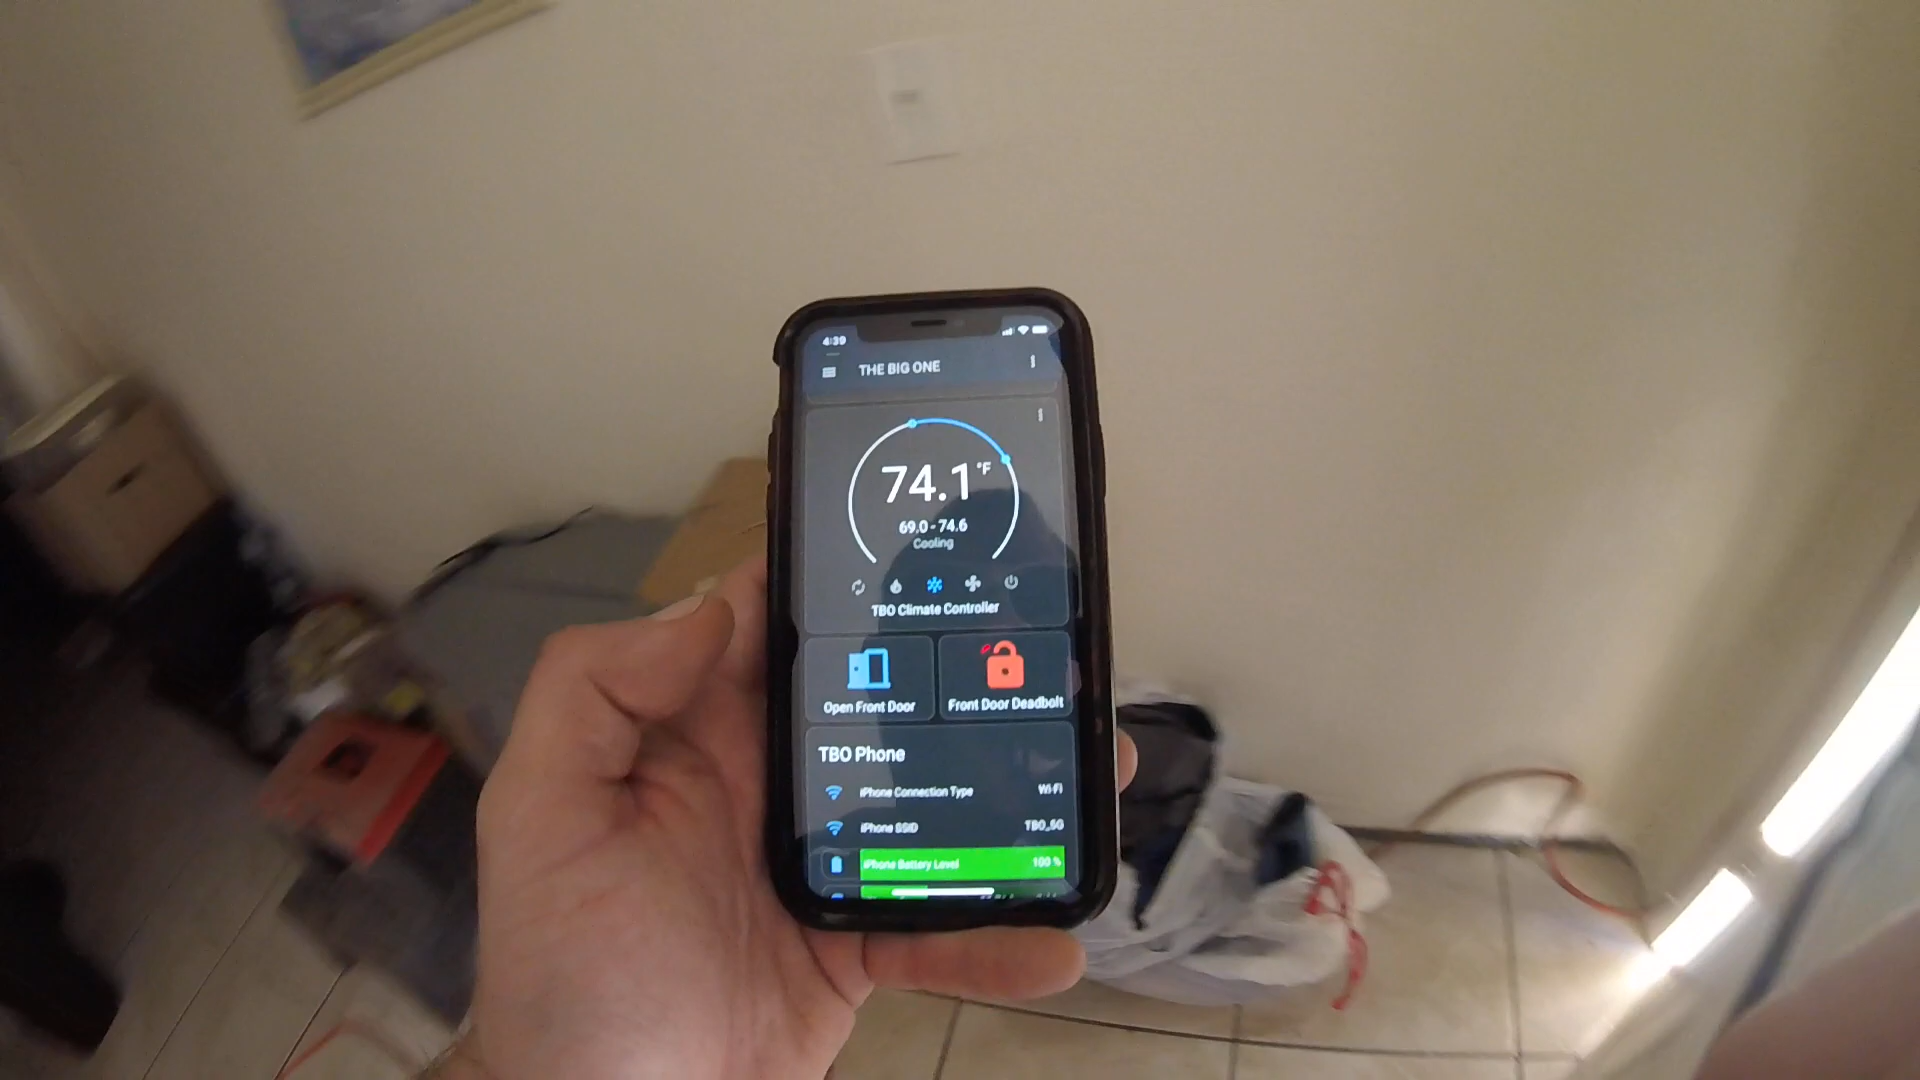 4:39
THE BIG ONE
74.1 °F
69.0 - 74.6
Cooling
TBO Climate Controller
Open Front Door
Front Door Deadbolt
TBO Phone
iPhone Connection Type Wi-Fi
iPhone SSID TBO_5G
iPhone Battery Level 100 %